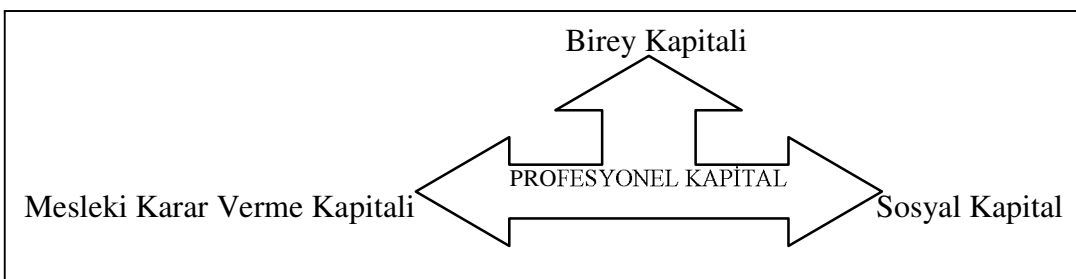 Birey Kapitali
PROFESYONEL KAPİTAL
Mesleki Karar Verme Kapitali
Sosyal Kapital